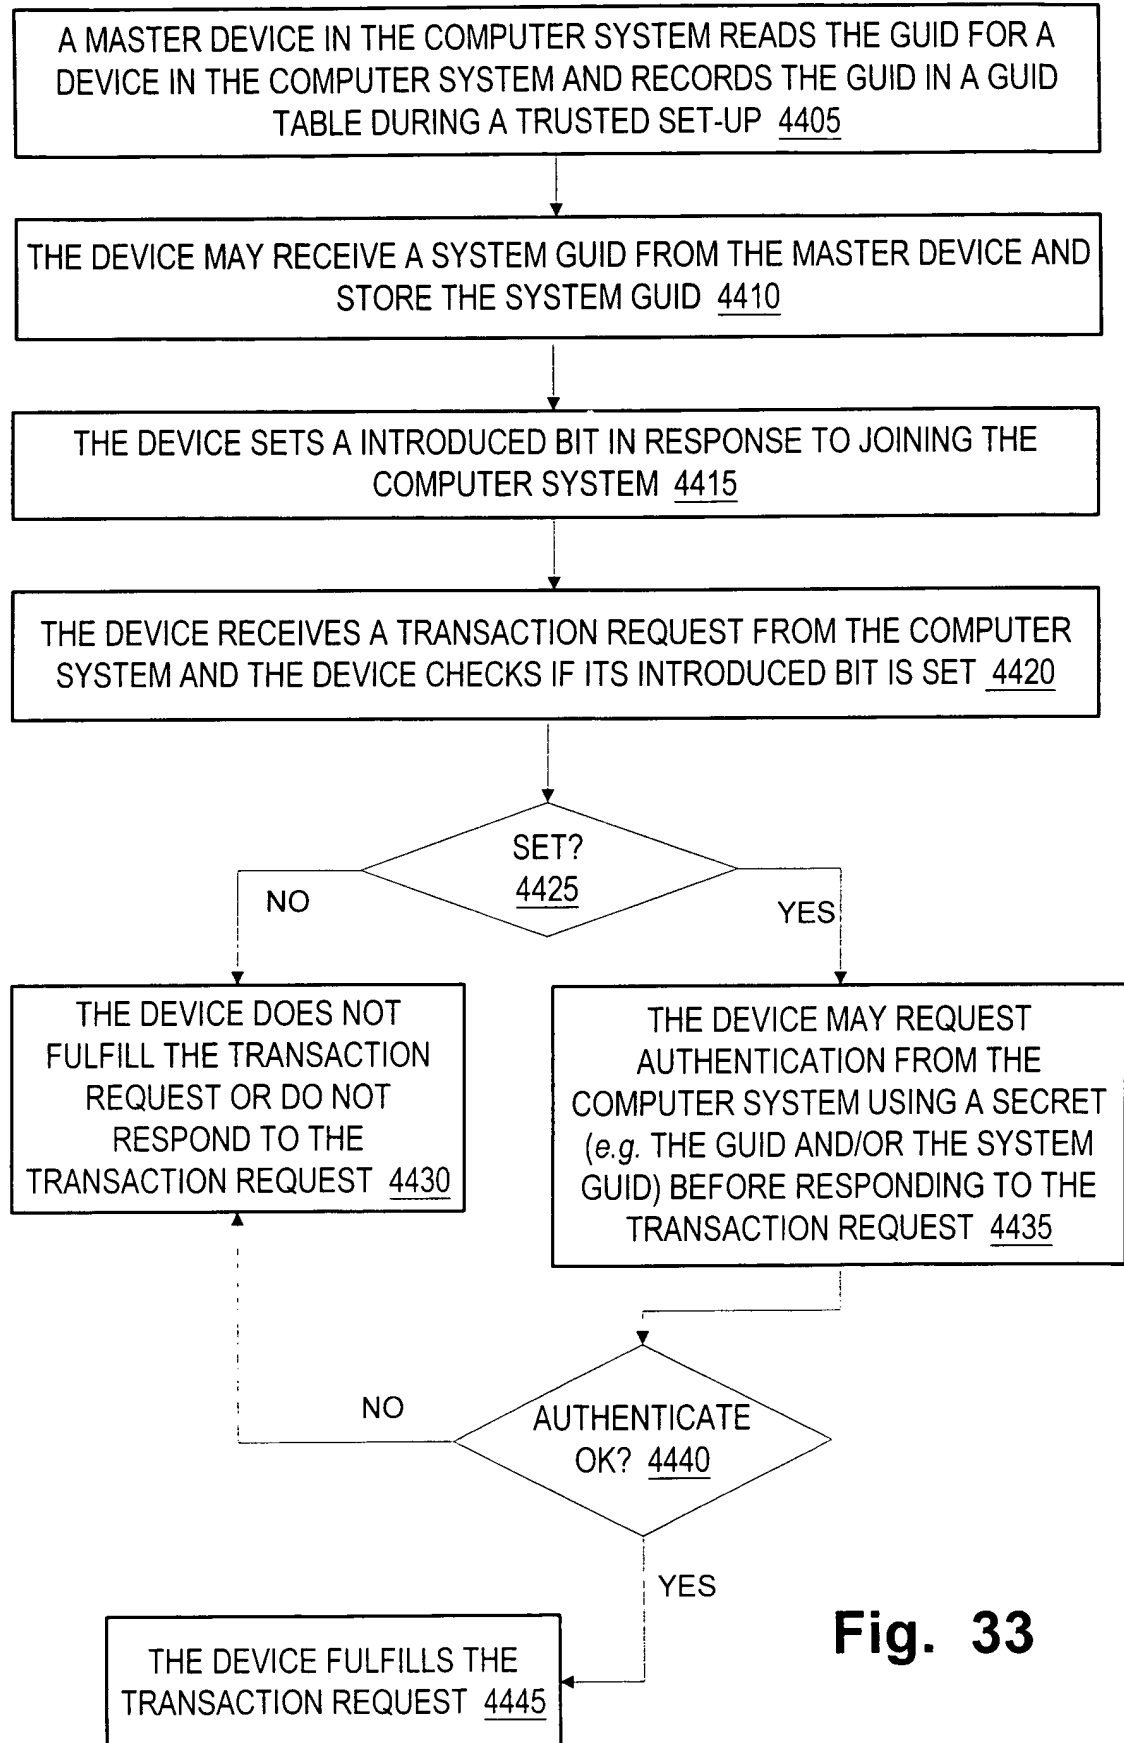 A MASTER DEVICE IN THE COMPUTER SYSTEM READS THE GUID FOR A
DEVICE IN THE COMPUTER SYSTEM AND RECORDS THE GUID IN A GUID
TABLE DURING A TRUSTED SET-UP 4405
THE DEVICE MAY RECEIVE A SYSTEM GUID FROM THE MASTER DEVICE AND
STORE THE SYSTEM GUID 4410
THE DEVICE SETS A INTRODUCED BIT IN RESPONSE TO JOINING THE
COMPUTER SYSTEM 4415
THE DEVICE RECEIVES A TRANSACTION REQUEST FROM THE COMPUTER
SYSTEM AND THE DEVICE CHECKS IF ITS INTRODUCED BIT IS SET 4420
SET?
4425
NO
YES
THE DEVICE DOES NOT
FULFILL THE TRANSACTION
REQUEST OR DO NOT
RESPOND TO THE
TRANSACTION REQUEST 4430
THE DEVICE MAY REQUEST
AUTHENTICATION FROM THE
COMPUTER SYSTEM USING A SECRET
(e.g. THE GUID AND/OR THE SYSTEM
GUID) BEFORE RESPONDING TO THE
TRANSACTION REQUEST 4435
NO
AUTHENTICATE
OK? 4440
YES
THE DEVICE FULFILLS THE
TRANSACTION REQUEST 4445
Fig. 33